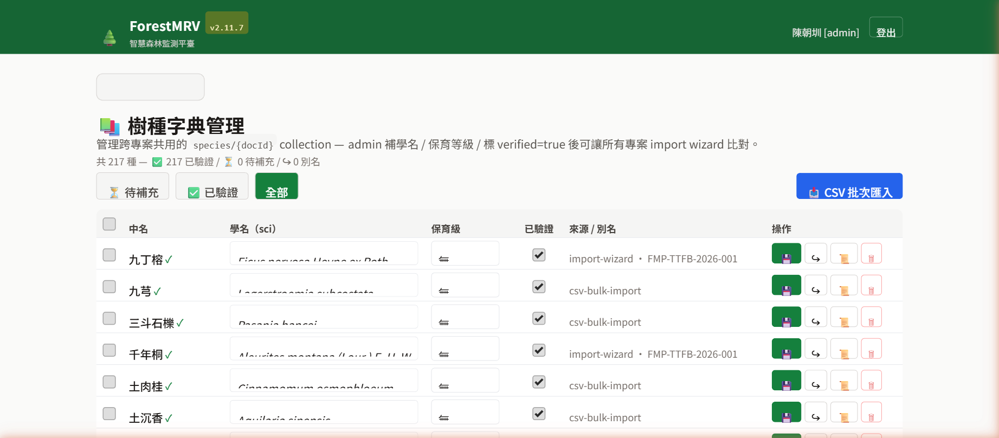 ForestMRV v2.11.7
智慧森林監測平臺
陳朝圳 [admin] 登出
樹種字典管理
管理跨專案共用的 species/{docId} collection — admin 補學名 / 保育等級 / 標 verified=true 後可讓所有專案 import wizard 比對。
共 217 種 — ✅ 217 已驗證 / ⏳ 0 待補充 / ↪ 0 別名
⏳ 待補充 ✅ 已驗證 全部 CSV 批次匯入
中名 學名（sci） 保育級 已驗證 來源 / 別名 操作
九丁榕 ✓ Ficus nervosa Heyne ex Roth 無 import-wizard • FMP-TTFB-2026-001
九芎 ✓ Lagerstroemia subcostata 無 csv-bulk-import
三斗石櫟 ✓ Pasania hancei 無 csv-bulk-import
千年桐 ✓ Aleurites montana (Lour.) E. H. W 無 import-wizard • FMP-TTFB-2026-001
土肉桂 ✓ Cinnamomum osmophloeum 無 csv-bulk-import
土沉香 ✓ Aquilaria sinensis 無 csv-bulk-import